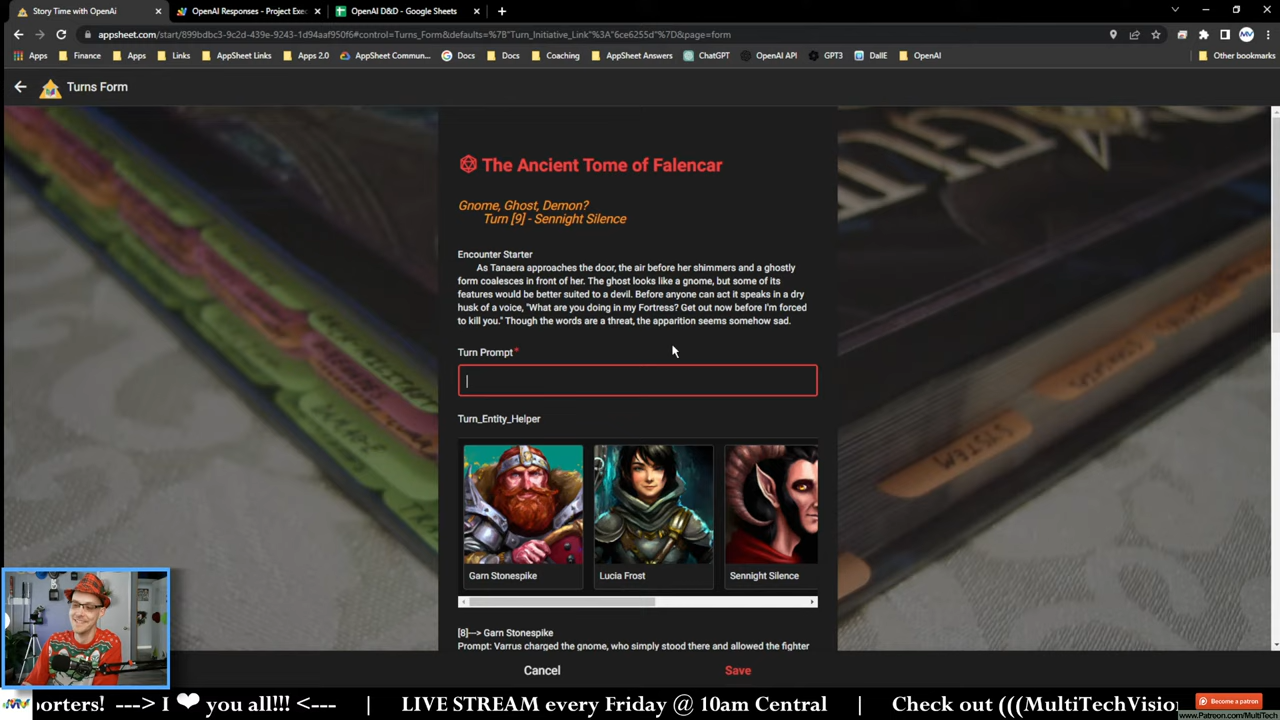 Story Time with OpenAi
OpenAI Responses - Project Exec
OpenAI D&D - Google Sheets
appsheet.com/start/899bdbc3-9c2d-439e-9243-1d94aaf950f6#control=Turns_Form&defaults=%7B"Turn_Initiative_Link"%3A"6ce6255d"%7D&page=form
Apps
Finance
Apps
Links
AppSheet Links
Apps 2.0
AppSheet Commun...
Docs
Docs
Coaching
AppSheet Answers
ChatGPT
OpenAI API
GPT3
DallE
OpenAI
Other bookmarks
Turns Form
The Ancient Tome of Falencar
Gnome, Ghost, Demon?
Turn [9] - Sennight Silence
Encounter Starter
As Tanaera approaches the door, the air before her shimmers and a ghostly
form coalesces in front of her. The ghost looks like a gnome, but some of its
features would be better suited to a devil. Before anyone can act it speaks in a dry
husk of a voice, "What are you doing in my Fortress? Get out now before I'm forced
to kill you." Though the words are a threat, the apparition seems somehow sad.
Turn Prompt*
Turn_Entity_Helper
Garn Stonespike
Lucia Frost
Sennight Silence
[8]---> Garn Stonespike
Prompt: Varrus charged the gnome, who simply stood there and allowed the fighter
Cancel
Save
porters! ---> I ❤ you all!!! <--- | LIVE STREAM every Friday @ 10am Central | Check out (((MultiTechVision
Become a patron
www.Patreon.com/MultiTech